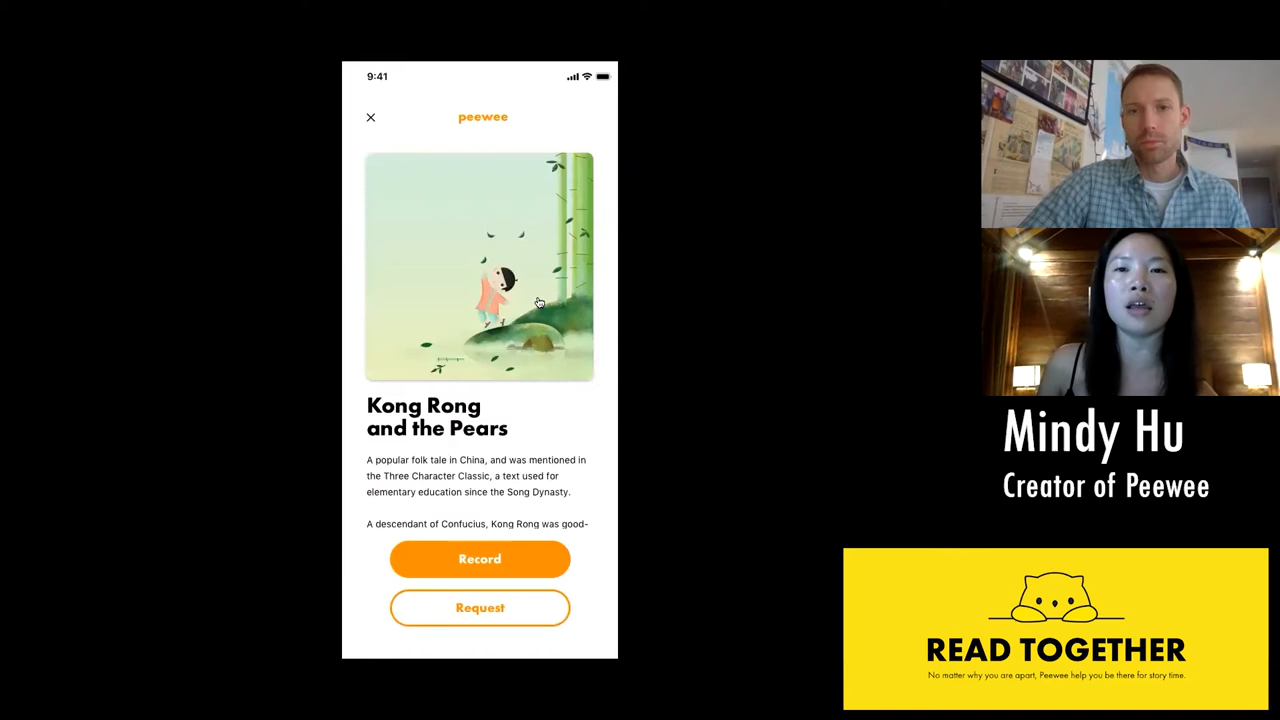 9:41
peewee
Kong Rong
and the Pears
A popular folk tale in China, and was mentioned in
the Three Character Classic, a text used for
elementary education since the Song Dynasty.
A descendant of Confucius, Kong Rong was good-
Record
Request
Mindy Hu
Creator of Peewee
READ TOGETHER
No matter why you are apart, Peewee help you be there for story time.